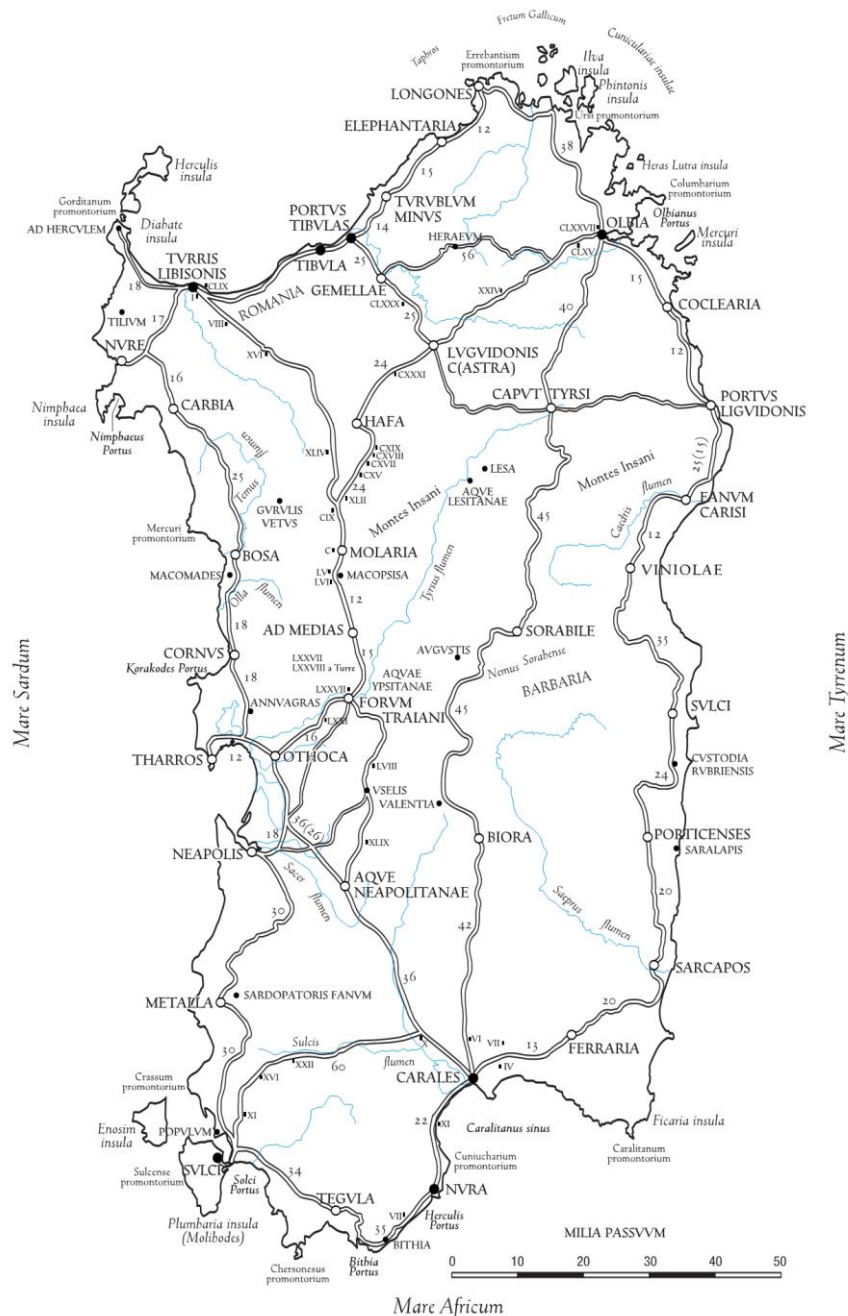 Fretum Gallicum
Taphros
Cuniculariae insulae
Errebantium
promontorium
Ilva
insula
Phintonis
insula
LONGONES
Ursi promontorium
ELEPHANTARIA
12
38
Herculis
insula
15
Heras Lutra insula
Columbarium
promontorium
Gorditanum
promontorium
TVRVBLVM
MINVS
Olbianus
Portus
Diabate
insula
PORTVS
TIBVLAS
CLXXVII
OLBIA
Mercuri
insula
AD HERCVLEM
14
HERAEVM
CLXV
TVRRIS
LIBISONIS
TIBVLA
25
56
CLIX
GEMELLAE
18
I
ROMANIA
XXIV
15
CLXXX
40
TILIVM
17
VIII
25
COCLEARIA
NVRE
XVI
LVGVIDONIS
C(ASTRA)
12
16
24
CXXXI
CAPVT TYRSI
PORTVS
LIGVIDONIS
Nimphaea
insula
CARBIA
Nimphaeus
Portus
HAFA
flumen
CXIX
CXVIII
CXVII
CXV
XLIV
25
Temus
LESA
25(15)
24
XLII
AQVE
LESITANAE
Montes Insani
Montes Insani
flumen
GVRVLIS
VETVS
CIX
Caedris
FANVM
CARISI
Mercuri
promontorium
45
12
BOSA
C
MOLARIA
Tyrsus flumen
MACOMADES
LV
LVI
MACOPSISA
VINIOLAE
Olla
flumen
12
18
AD MEDIAS
SORABILE
35
CORNVS
AVGVSTIS
Nemus Sorabense
Korakodes Portus
LXXVII
LXXVIII a Turre
15
18
AQVAE
YPSITANAE
BARBARIA
Mare Sardum
LXXVII
ANNVAGRAS
FORVM
TRAIANI
45
SVLCI
Mare Tyrrenum
LXXI
16
THARROS
12
OTHOCA
LVIII
CVSTODIA
RVBRIENSIS
24
VSELIS
VALENTIA
18
36(26)
BIORA
PORTICENSES
NEAPOLIS
XLIX
SARALAPIS
Sacer
flumen
AQVE
NEAPOLITANAE
20
Saeprus
flumen
30
42
36
SARCAPOS
METALLA
SARDOPATORIS FANVM
20
30
Sulcis
VI
VII
13
FERRARIA
XXII
60
flumen
CARALES
IV
Crassum
promontorium
XVI
Enosim
insula
XI
22
XI
Caralitanus sinus
Ficaria insula
POPVLVM
Cuniucharium
promontorium
Caralitanum
promontorium
SVLCI
Sulcense
promontorium
Solci
Portus
34
NVRA
Plumbaria insula
(Molibodes)
TEGVLA
VII
Herculis
Portus
35
BITHIA
MILIA PASSVVM
Chersonesus
promontorium
Bithia
Portus
0 10 20 30 40 50
Mare Africum